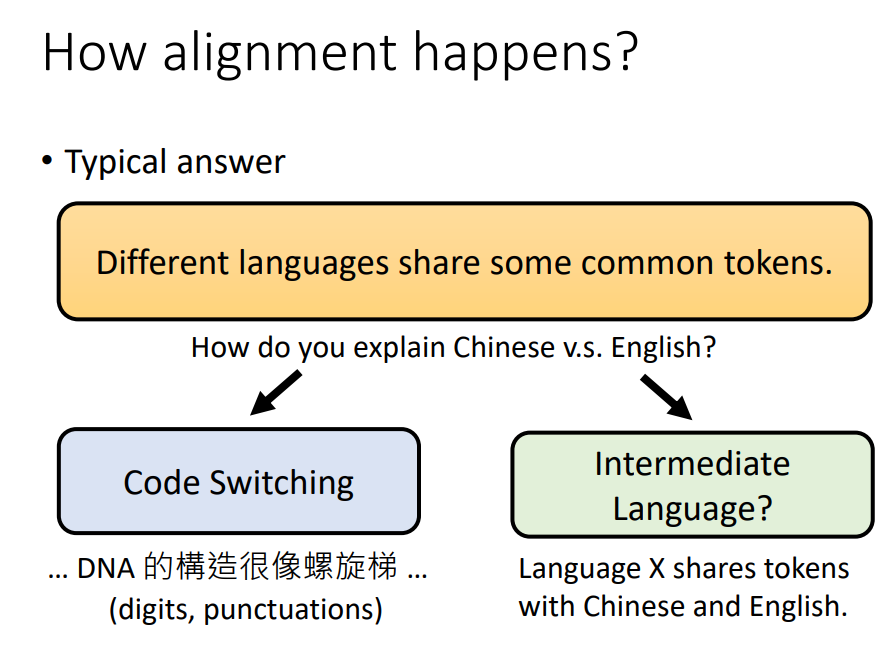 How alignment happens?
• Typical answer
Different languages share some common tokens.
How do you explain Chinese v.s. English?
Code Switching
Intermediate
Language?
... DNA 的構造很像螺旋梯 ...
(digits, punctuations)
Language X shares tokens
with Chinese and English.